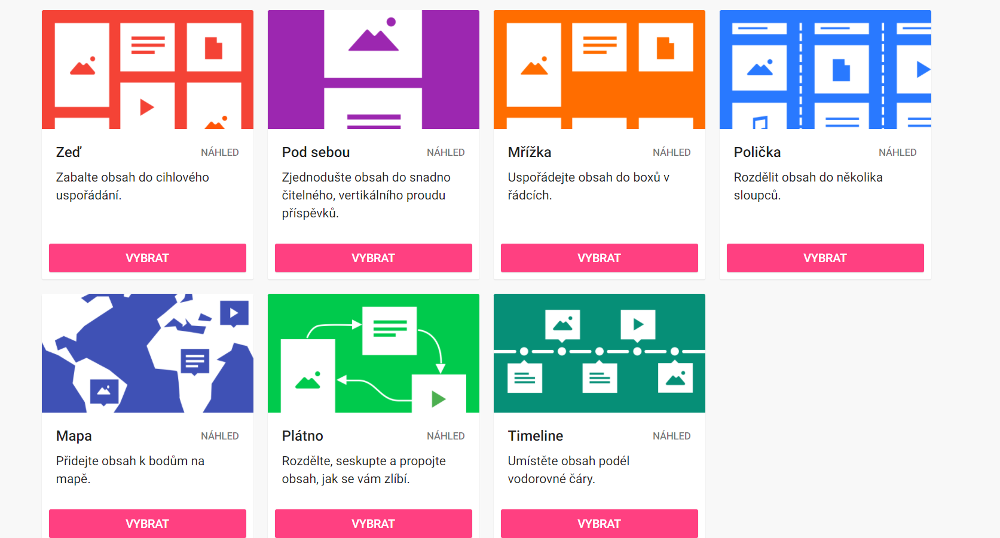 Zeď
NÁHLED
Zabalte obsah do cihlového
uspořádání.
VYBRAT
Pod sebou
NÁHLED
Zjednodušte obsah do snadno
čitelného, vertikálního proudu
příspěvků.
VYBRAT
Mřížka
NÁHLED
Uspořádejte obsah do boxů v
řádcích.
VYBRAT
Polička
NÁHLED
Rozdělit obsah do několika
sloupců.
VYBRAT
Mapa
NÁHLED
Přidejte obsah k bodům na
mapě.
VYBRAT
Plátno
NÁHLED
Rozdělte, seskupte a propojte
obsah, jak se vám zlíbí.
VYBRAT
Timeline
NÁHLED
Umístěte obsah podél
vodorovné čáry.
VYBRAT